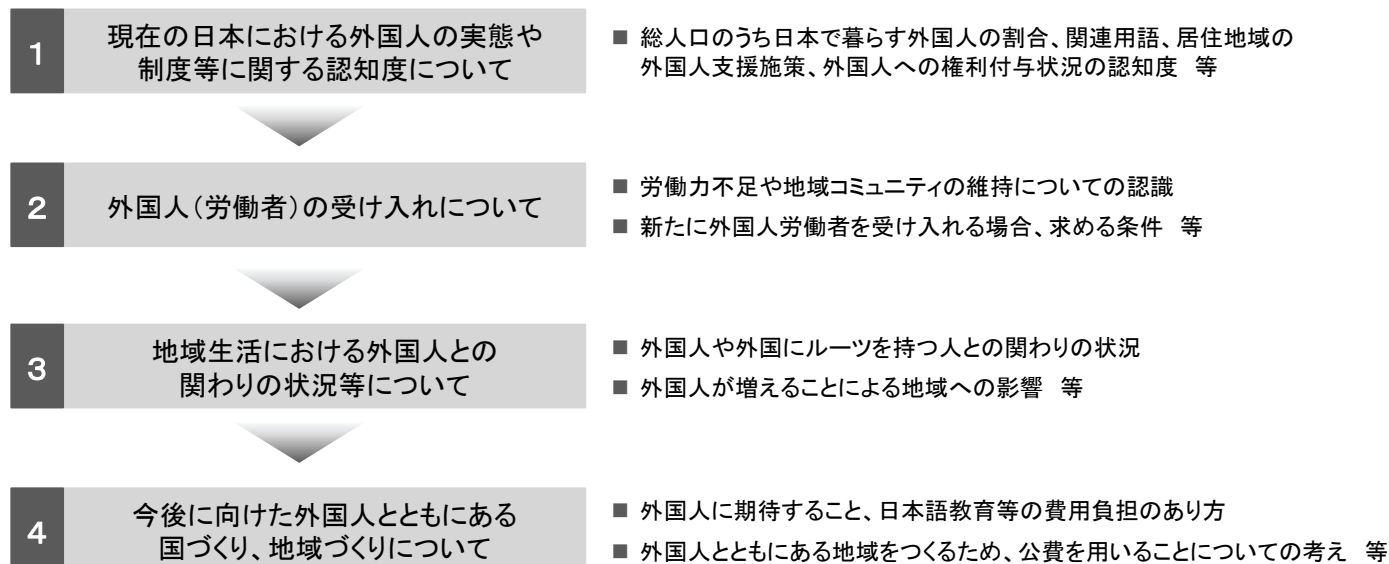 1
現在の日本における外国人の実態や
制度等に関する認知度について
■ 総人口のうち日本で暮らす外国人の割合、関連用語、居住地域の
外国人支援施策、外国人への権利付与状況の認知度 等
2
外国人(労働者)の受け入れについて
■ 労働力不足や地域コミュニティの維持についての認識
■ 新たに外国人労働者を受け入れる場合、求める条件 等
3
地域生活における外国人との
関わりの状況等について
■ 外国人や外国にルーツを持つ人との関わりの状況
■ 外国人が増えることによる地域への影響 等
4
今後に向けた外国人とともにある
国づくり、地域づくりについて
■ 外国人に期待すること、日本語教育等の費用負担のあり方
■ 外国人とともにある地域をつくるため、公費を用いることについての考え 等